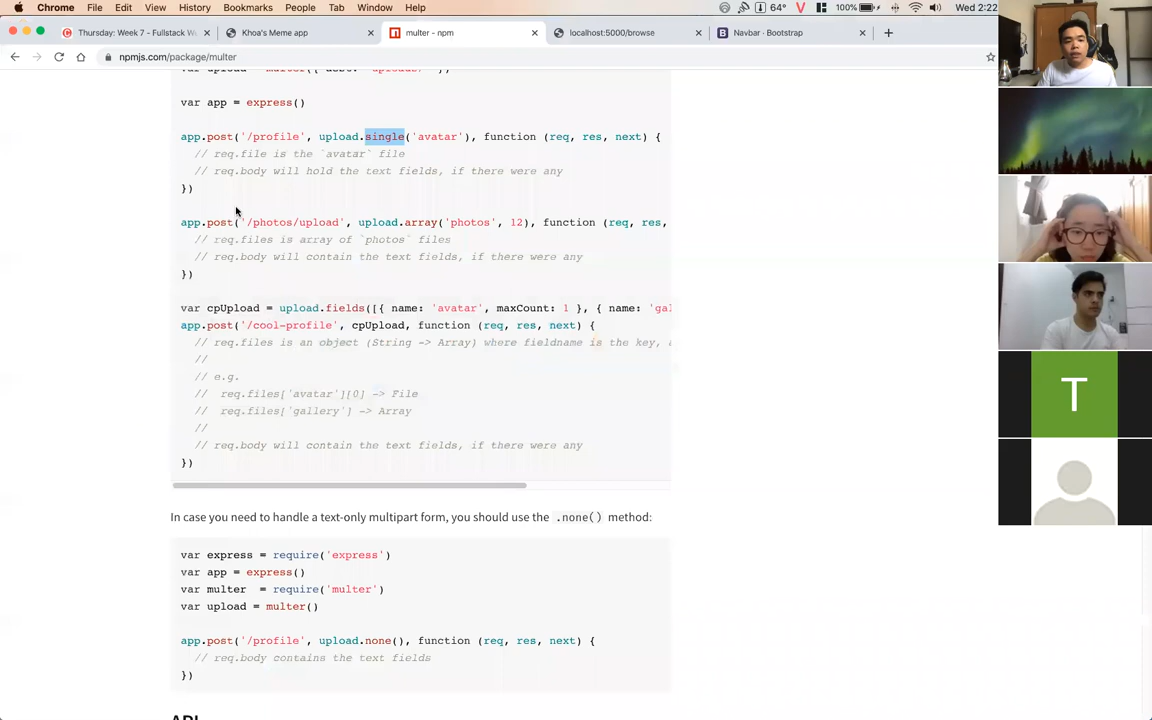 Chrome File Edit View History Bookmarks People Tab Window Help 64° 100% Wed 2:22
Thursday: Week 7 - Fullstack W
Khoa's Meme app
multer - npm
localhost:5000/browse
Navbar · Bootstrap
npmjs.com/package/multer
var app = express()
app.post('/profile', upload.single('avatar'), function (req, res, next) {
// req.file is the `avatar` file
// req.body will hold the text fields, if there were any
})
app.post('/photos/upload', upload.array('photos', 12), function (req, res,
// req.files is array of `photos` files
// req.body will contain the text fields, if there were any
})
var cpUpload = upload.fields([{ name: 'avatar', maxCount: 1 }, { name: 'gal
app.post('/cool-profile', cpUpload, function (req, res, next) {
// req.files is an object (String -> Array) where fieldname is the key, a
//
// e.g.
// req.files['avatar'][0] -> File
// req.files['gallery'] -> Array
//
// req.body will contain the text fields, if there were any
})
In case you need to handle a text-only multipart form, you should use the .none() method:
var express = require('express')
var app = express()
var multer = require('multer')
var upload = multer()
app.post('/profile', upload.none(), function (req, res, next) {
// req.body contains the text fields
})
T